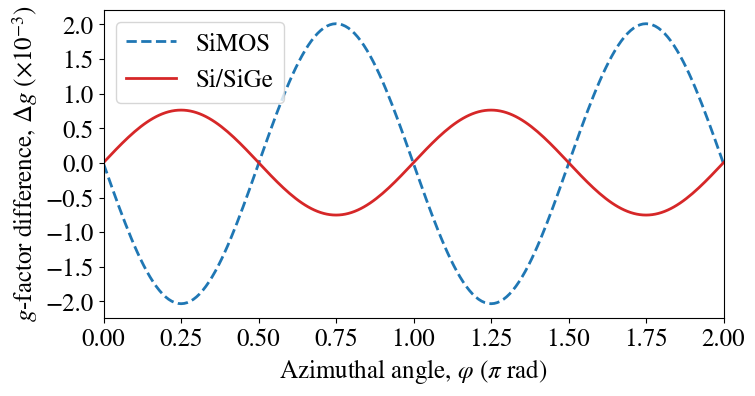 g-factor difference, Δg (×10⁻³)
2.0
1.5
1.0
0.5
0.0
−0.5
−1.0
−1.5
−2.0
SiMOS
Si/SiGe
0.00 0.25 0.50 0.75 1.00 1.25 1.50 1.75 2.00
Azimuthal angle, φ (π rad)